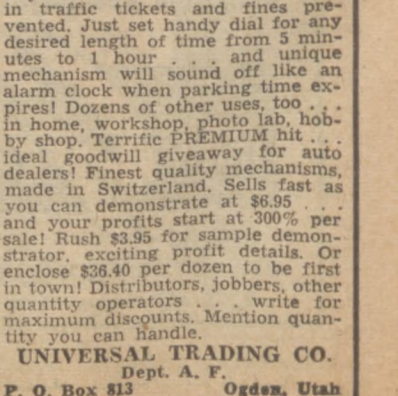 in traffic tickets and fines pre-
vented. Just set handy dial for any
desired length of time from 5 min-
utes to 1 hour . . . and unique
mechanism will sound off like an
alarm clock when parking time ex-
pires! Dozens of other uses, too . . .
in home, workshop, photo lab, hob-
by shop. Terrific PREMIUM hit . . .
ideal goodwill giveaway for auto
dealers! Finest quality mechanisms,
made in Switzerland. Sells fast as
you can demonstrate at $6.95 . . .
and your profits start at 300% per
sale! Rush $3.95 for sample demon-
strator, exciting profit details. Or
enclose $36.40 per dozen to be first
in town! Distributors, jobbers, other
quantity operators . . . write for
maximum discounts. Mention quan-
tity you can handle.
UNIVERSAL TRADING CO.
Dept. A. F.
P. O. Box 813 Ogden, Utah